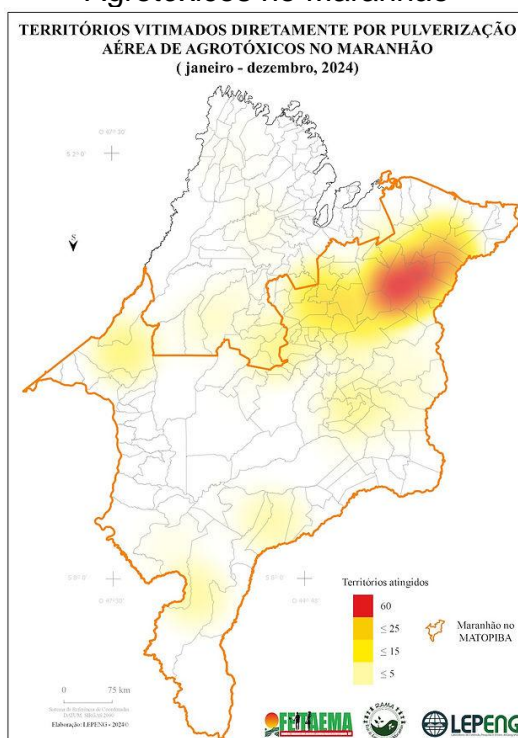 Agrotóxicos no Maranhão
TERRITÓRIOS VITIMADOS DIRETAMENTE POR PULVERIZAÇÃO
AÉREA DE AGROTÓXICOS NO MARANHÃO
( janeiro - dezembro, 2024)
S
Territórios atingidos
60
≤ 25
≤ 15
≤ 5
Maranhão no
MATOPIBA
0 75 km
Elaboração: LEPENG - 2024©
FETAEMA
RAMA
LEPENG